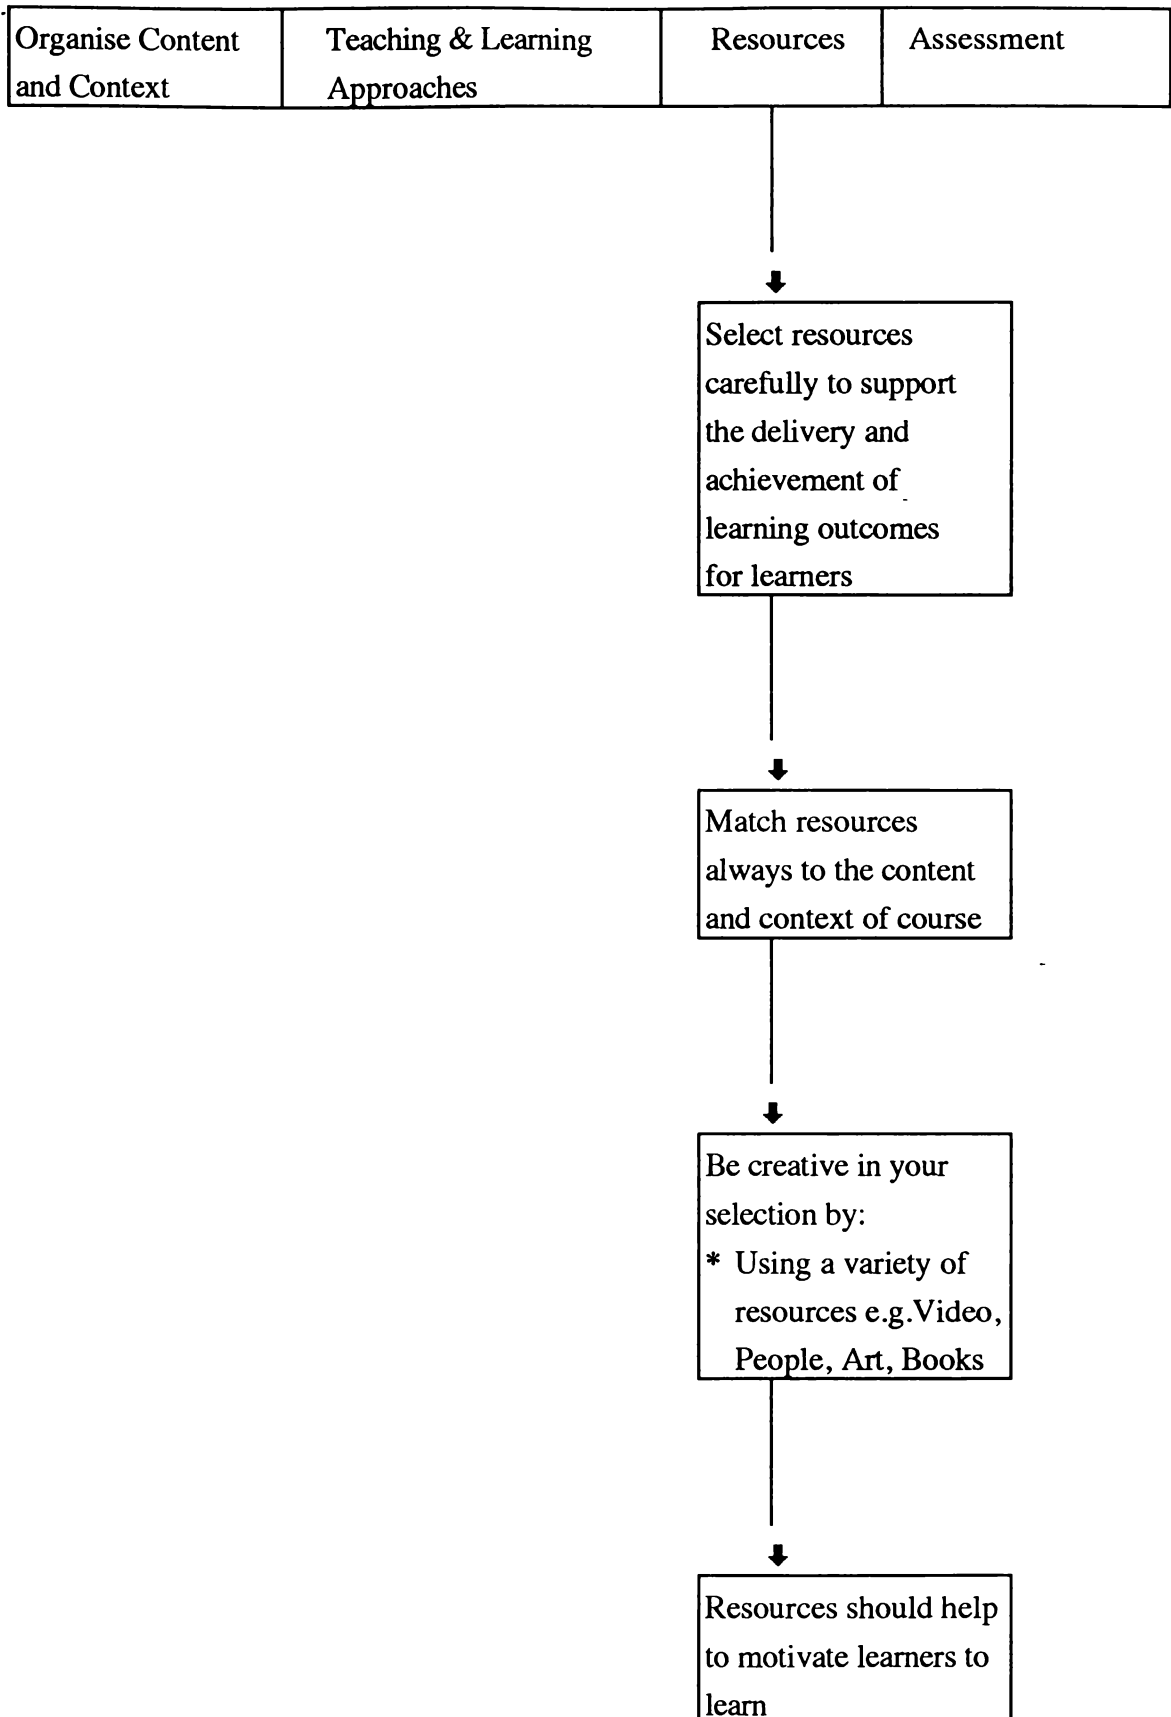 Organise Content
and Context
Teaching & Learning
Approaches
Resources
Assessment
Select resources
carefully to support
the delivery and
achievement of
learning outcomes
for learners
Match resources
always to the content
and context of course
Be creative in your
selection by:
* Using a variety of
resources e.g.Video,
People, Art, Books
Resources should help
to motivate learners to
learn